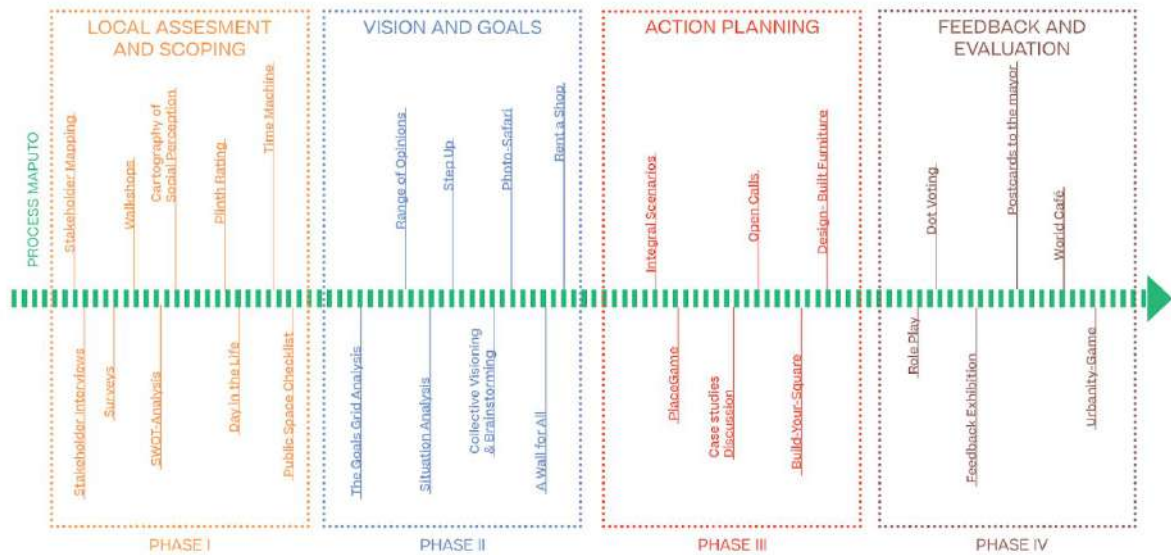 LOCAL ASSESMENT
AND SCOPING
VISION AND GOALS
ACTION PLANNING
FEEDBACK AND
EVALUATION
PROCESS MAPUTO
Stakeholder Mapping
Walkshops
Cartography of
Social Perception
Plinth Rating
Time Machine
Range of Opinions
Step Up
Photo-Safari
Rent a Shop
Integral Scenarios
Open Calls
Design- Built Furniture
Dot Voting
Postcards to the mayor
World Café
Stakeholder Interviews
Surveys
SWOT-Analysis
Day in the Life
Public Space Checklist
The Goals Grid Analysis
Situation Analysis
Collective Visioning
& Brainstorming
A Wall for All
PlaceGame
Case studies
Discussion
Build-Your-Square
Role Play
Feedback Exhibition
Urbanity-Game
PHASE I
PHASE II
PHASE III
PHASE IV